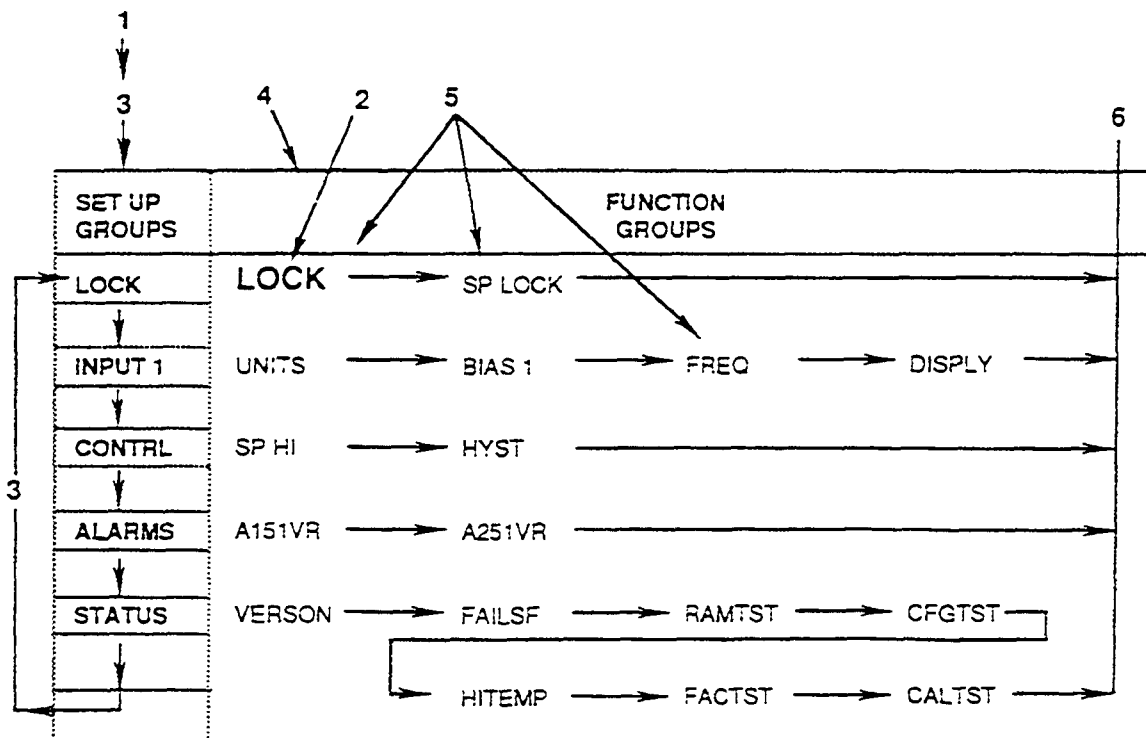 1
3 4 2 5 6
SET UP GROUPS
FUNCTION GROUPS
LOCK LOCK SP LOCK
INPUT 1 UNITS BIAS 1 FREQ DISPLY
CONTRL SP HI HYST
3
ALARMS A151VR A251VR
STATUS VERSON FAILSF RAMTST CFGTST
HITEMP FACTST CALTST